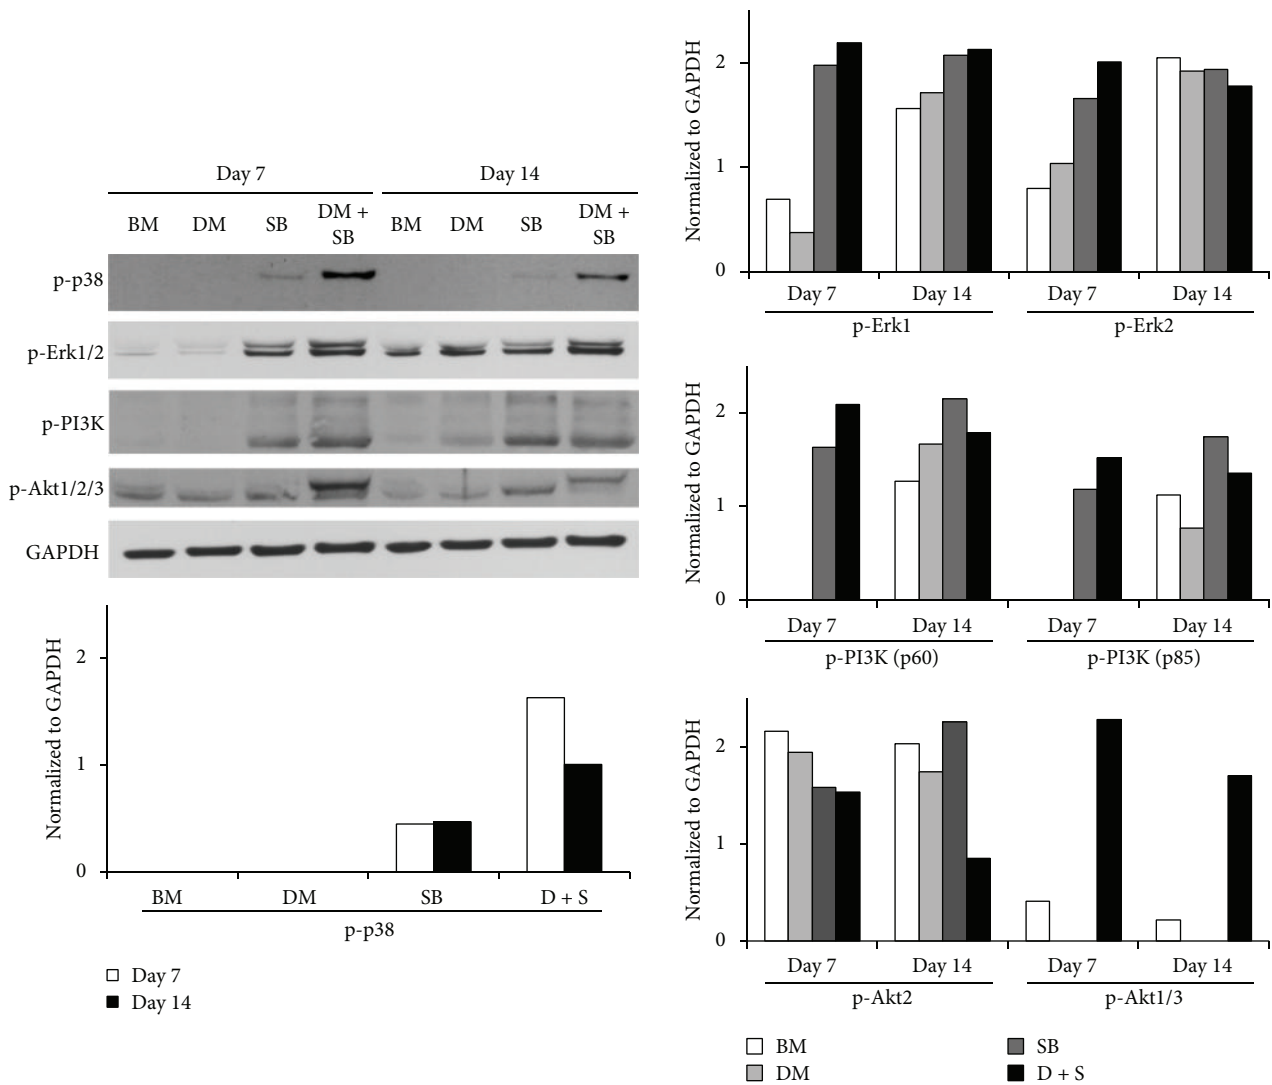 Day 7 Day 14
BM DM SB DM + SB BM DM SB DM + SB
p-p38
p-Erk1/2
p-PI3K
p-Akt1/2/3
GAPDH
Normalized to GAPDH
2
1
0
BM DM SB D + S
p-p38
Day 7
Day 14
Normalized to GAPDH
2
1
0
Day 7 Day 14 Day 7 Day 14
p-Erk1 p-Erk2
Normalized to GAPDH
2
1
0
Day 7 Day 14 Day 7 Day 14
p-PI3K (p60) p-PI3K (p85)
Normalized to GAPDH
2
1
0
Day 7 Day 14 Day 7 Day 14
p-Akt2 p-Akt1/3
BM SB
DM D + S